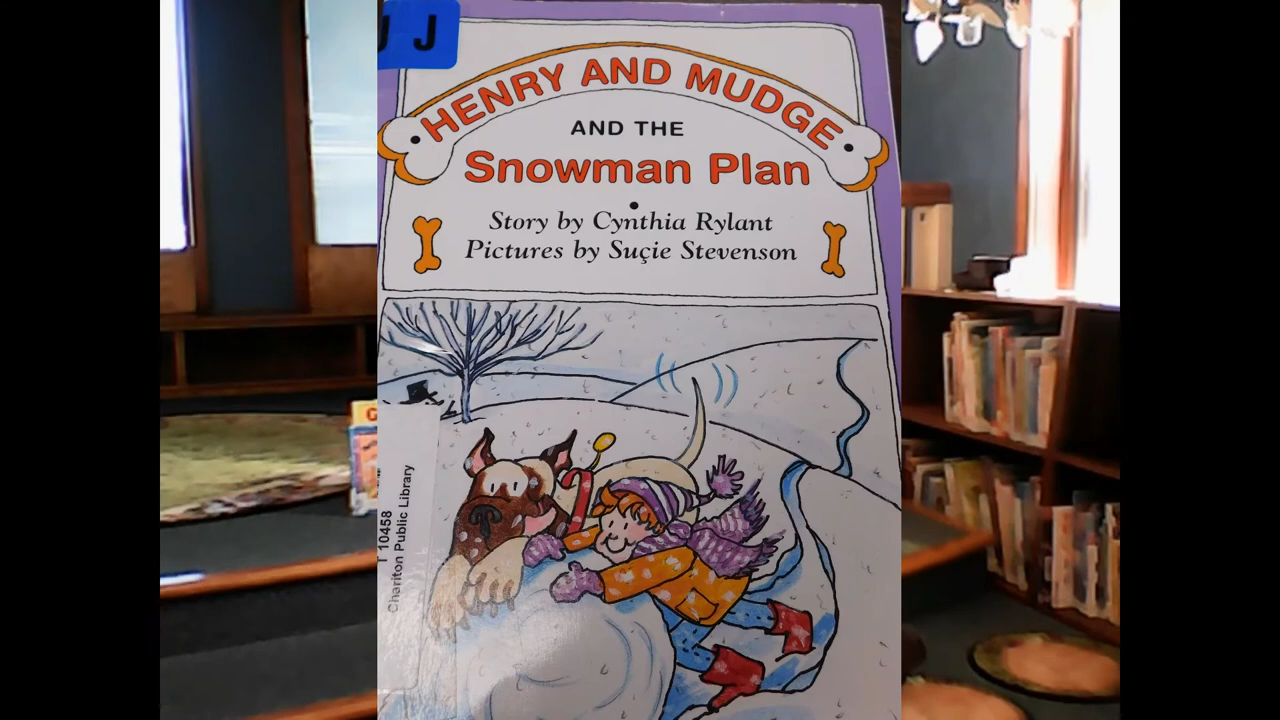 J J
HENRY AND MUDGE
AND THE
Snowman Plan
Story by Cynthia Rylant
Pictures by Suçie Stevenson
T 10458
Chariton Public Library